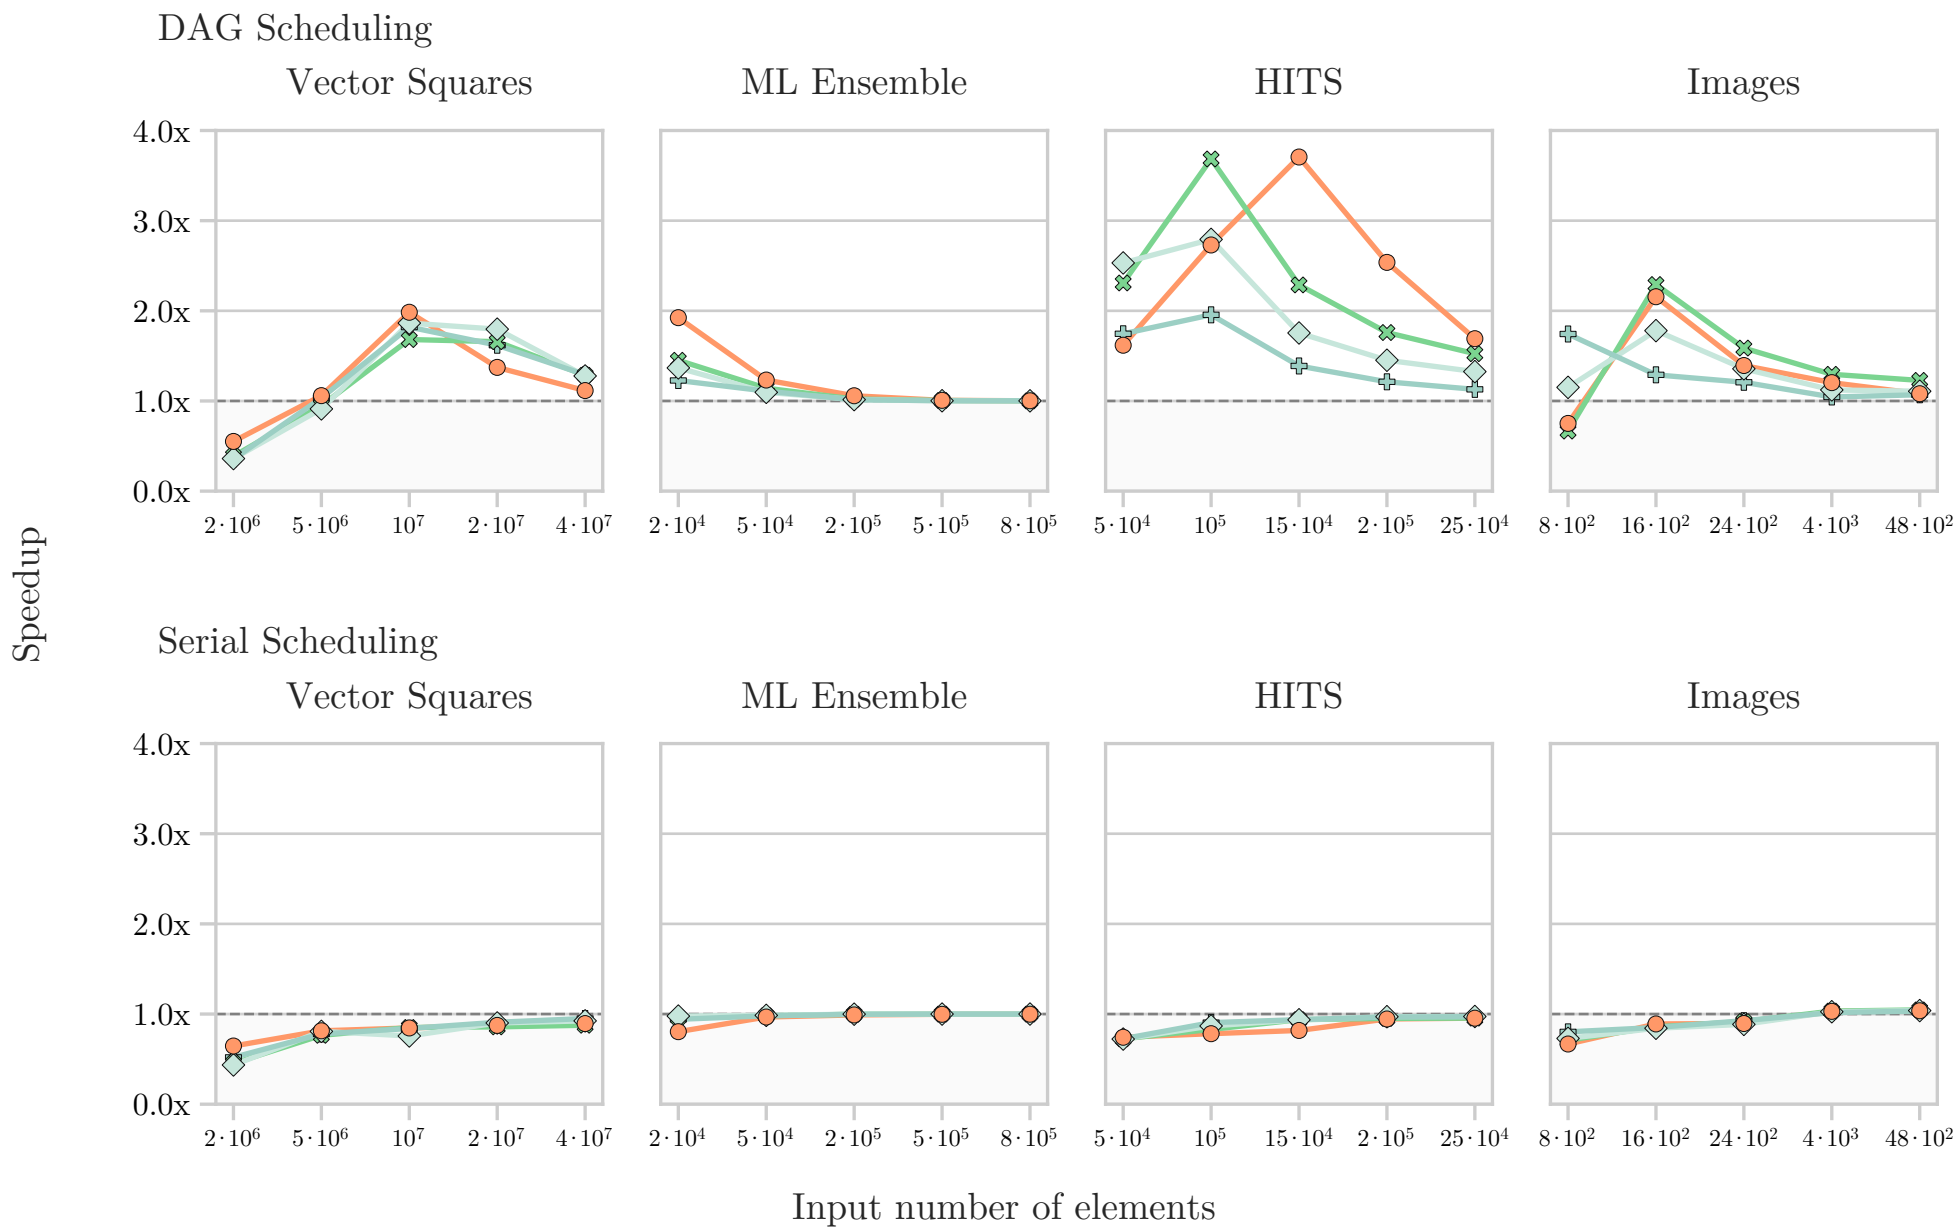 DAG Scheduling
Vector Squares ML Ensemble HITS Images
4.0x
3.0x
2.0x
1.0x
0.0x
2·10⁶ 5·10⁶ 10⁷ 2·10⁷ 4·10⁷ 2·10⁴ 5·10⁴ 2·10⁵ 5·10⁵ 8·10⁵ 5·10⁴ 10⁵ 15·10⁴ 2·10⁵ 25·10⁴ 8·10² 16·10² 24·10² 4·10³ 48·10²
Speedup
Serial Scheduling
Vector Squares ML Ensemble HITS Images
4.0x
3.0x
2.0x
1.0x
0.0x
2·10⁶ 5·10⁶ 10⁷ 2·10⁷ 4·10⁷ 2·10⁴ 5·10⁴ 2·10⁵ 5·10⁵ 8·10⁵ 5·10⁴ 10⁵ 15·10⁴ 2·10⁵ 25·10⁴ 8·10² 16·10² 24·10² 4·10³ 48·10²
Input number of elements